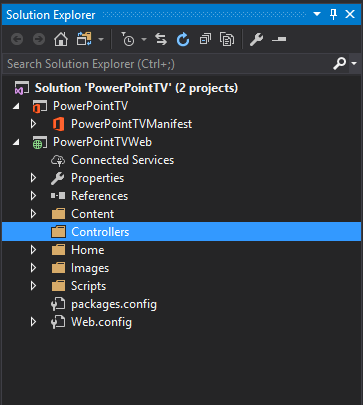 Solution Explorer
Search Solution Explorer (Ctrl+;)
Solution 'PowerPointTV' (2 projects)
PowerPointTV
PowerPointTVManifest
PowerPointTVWeb
Connected Services
Properties
References
Content
Controllers
Home
Images
Scripts
packages.config
Web.config